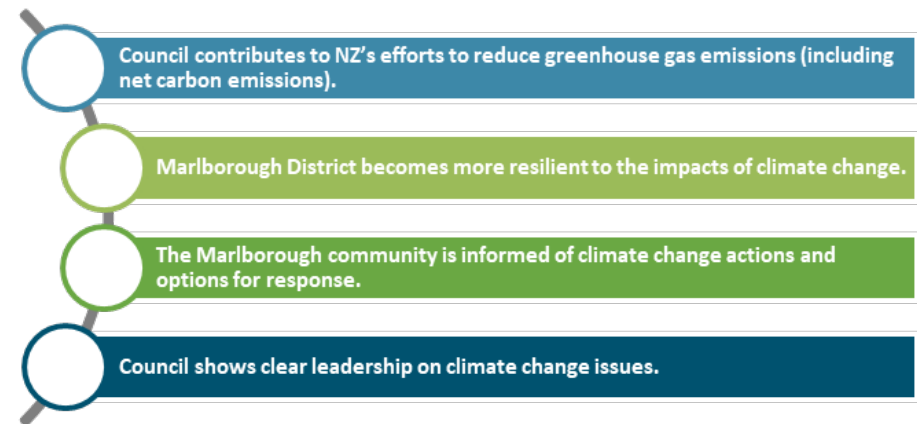 Council contributes to NZ's efforts to reduce greenhouse gas emissions (including
net carbon emissions).
Marlborough District becomes more resilient to the impacts of climate change.
The Marlborough community is informed of climate change actions and
options for response.
Council shows clear leadership on climate change issues.